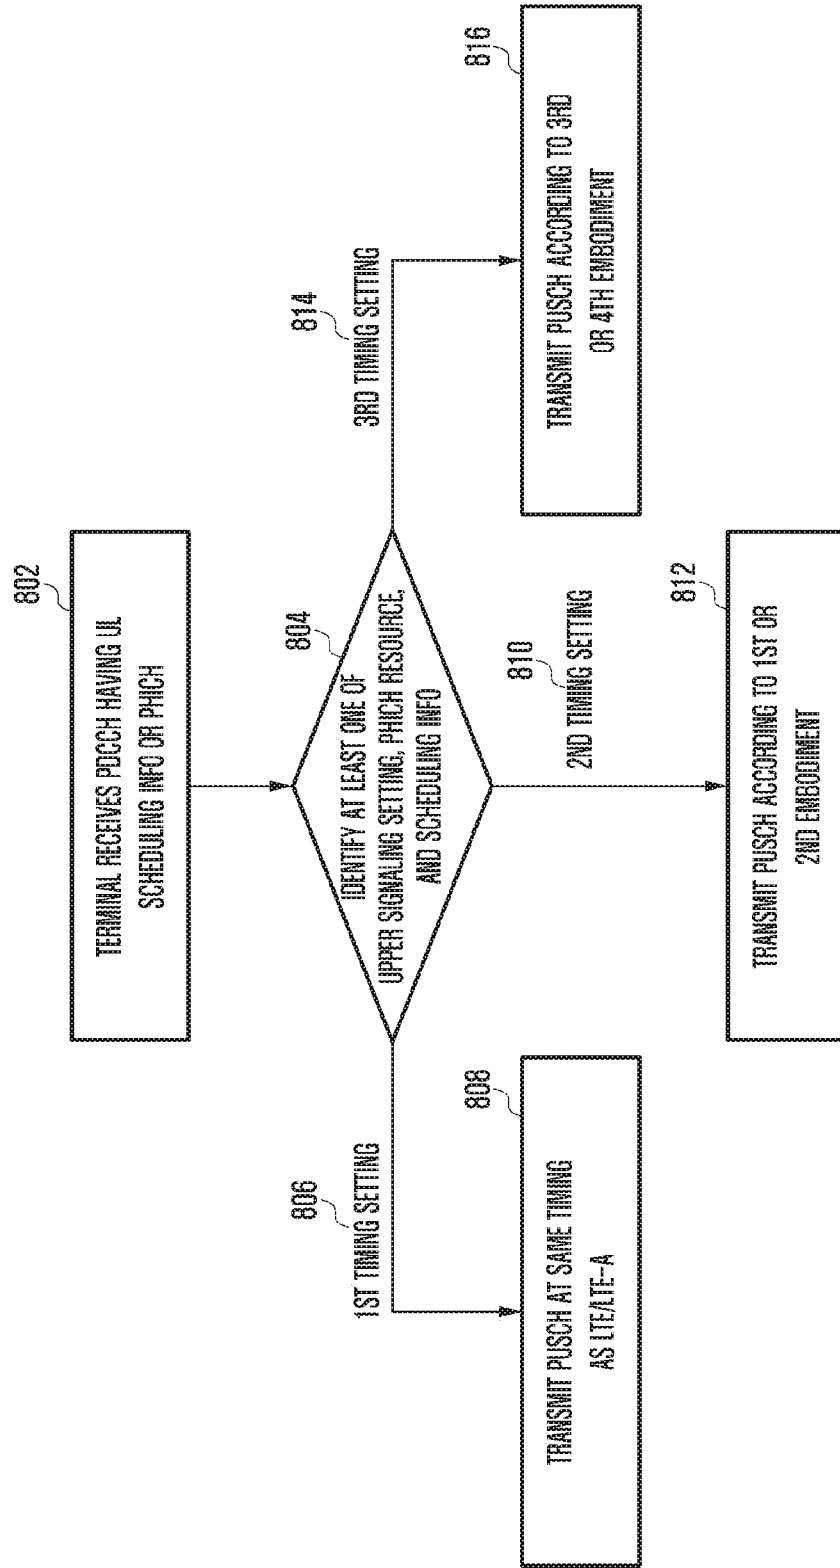 802
TERMINAL RECEIVES PDCCH HAVING UL
SCHEDULING INFO OR PHICH
804
IDENTIFY AT LEAST ONE OF
UPPER SIGNALING SETTING, PHICH RESOURCE,
AND SCHEDULING INFO
806
1ST TIMING SETTING
814
3RD TIMING SETTING
808
TRANSMIT PUSCH AT SAME TIMING
AS LTE/LTE-A
810
2ND TIMING SETTING
816
TRANSMIT PUSCH ACCORDING TO 3RD
OR 4TH EMBODIMENT
812
TRANSMIT PUSCH ACCORDING TO 1ST OR
2ND EMBODIMENT